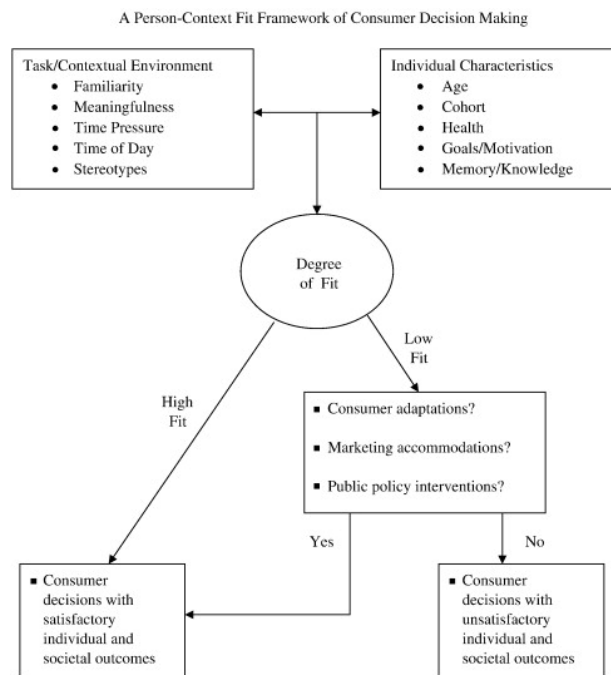 A Person-Context Fit Framework of Consumer Decision Making
Task/Contextual Environment
• Familiarity
• Meaningfulness
• Time Pressure
• Time of Day
• Stereotypes
Individual Characteristics
• Age
• Cohort
• Health
• Goals/Motivation
• Memory/Knowledge
Degree
of Fit
High
Fit
Low
Fit
▪ Consumer adaptations?
▪ Marketing accommodations?
▪ Public policy interventions?
Yes
No
▪ Consumer
decisions with
satisfactory
individual and
societal outcomes
▪ Consumer
decisions with
unsatisfactory
individual and
societal outcomes